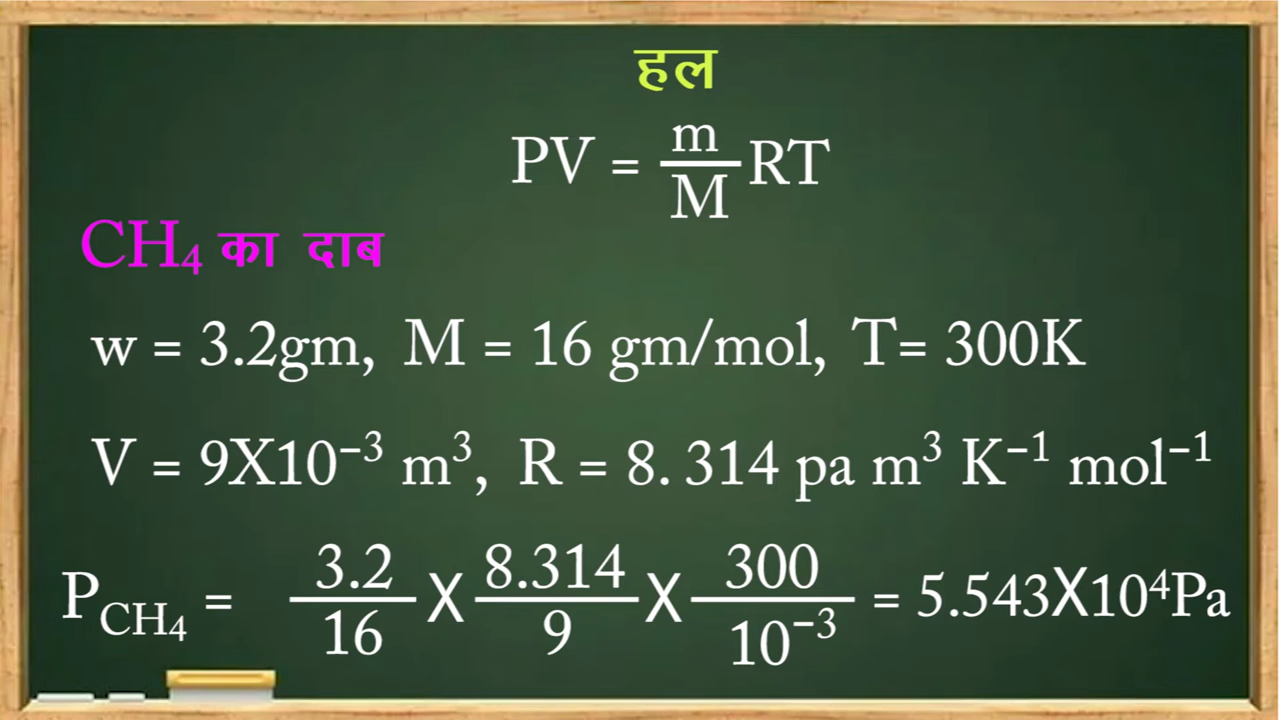 हल
PV = m/M RT
CH₄ का दाब
w = 3.2gm, M = 16 gm/mol, T= 300K
V = 9X10⁻³ m³, R = 8.314 pa m³ K⁻¹ mol⁻¹
P_CH₄ = 3.2/16 X 8.314/9 X 300/10⁻³ = 5.543X10⁴Pa